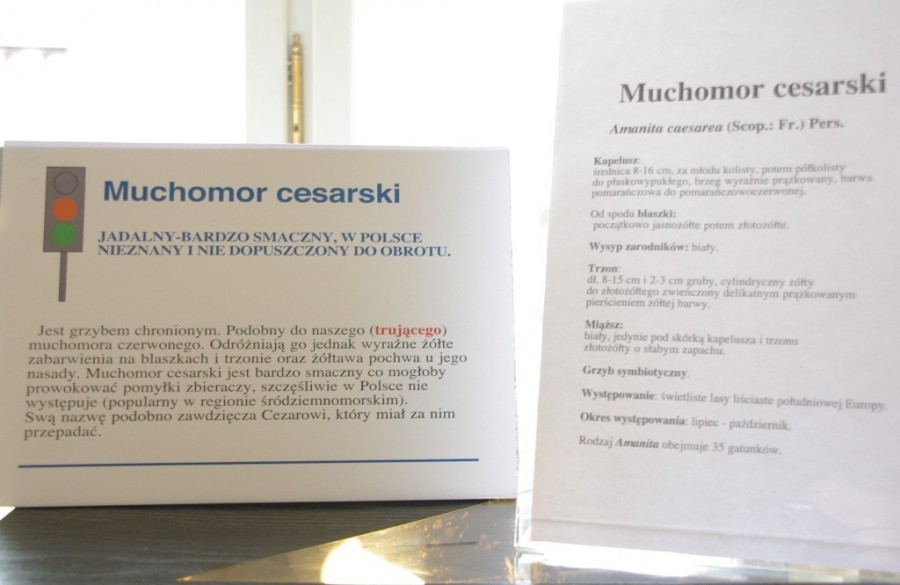 Muchomor cesarski
JADALNY-BARDZO SMACZNY, W POLSCE
NIEZNANY I NIE DOPUSZCZONY DO OBROTU.
Jest grzybem chronionym. Podobny do naszego (trującego)
muchomora czerwonego. Odróżniają go jednak wyraźne żółte
zabarwienia na blaszkach i trzonie oraz żółtawa pochwa u jego
nasady. Muchomor cesarski jest bardzo smaczny co mogłoby
prowokować pomyłki zbieraczy, szczęśliwie w Polsce nie
występuje (popularny w regionie śródziemnomorskim).
Swą nazwę podobno zawdzięcza Cezarowi, który miał za nim
przepadać.
Muchomor cesarski
Amanita caesarea (Scop.: Fr.) Pers.
Kapelusz:
średnica 8-16 cm, za młodu kolisty, potem półkolisty
do płaskowypukłego, brzeg wyraźnie prążkowany, barwa
pomarańczowa do pomarańczowoczerwonej.
Od spodu blaszki:
początkowo jasnożółte potem złotożółte.
Wysyp zarodników: biały.
Trzon:
dł. 8-15 cm i 2-3 cm gruby, cylindryczny żółty
do złotożółtego zwieńczony delikatnym prążkowanym
pierścieniem żółtej barwy.
Miąższ:
biały, jedynie pod skórką kapelusza i trzonu
złotożółty o słabym zapachu.
Grzyb symbiotyczny.
Występowanie: świetliste lasy liściaste południowej Europy.
Okres występowania: lipiec - październik.
Rodzaj Amanita obejmuje 35 gatunków.